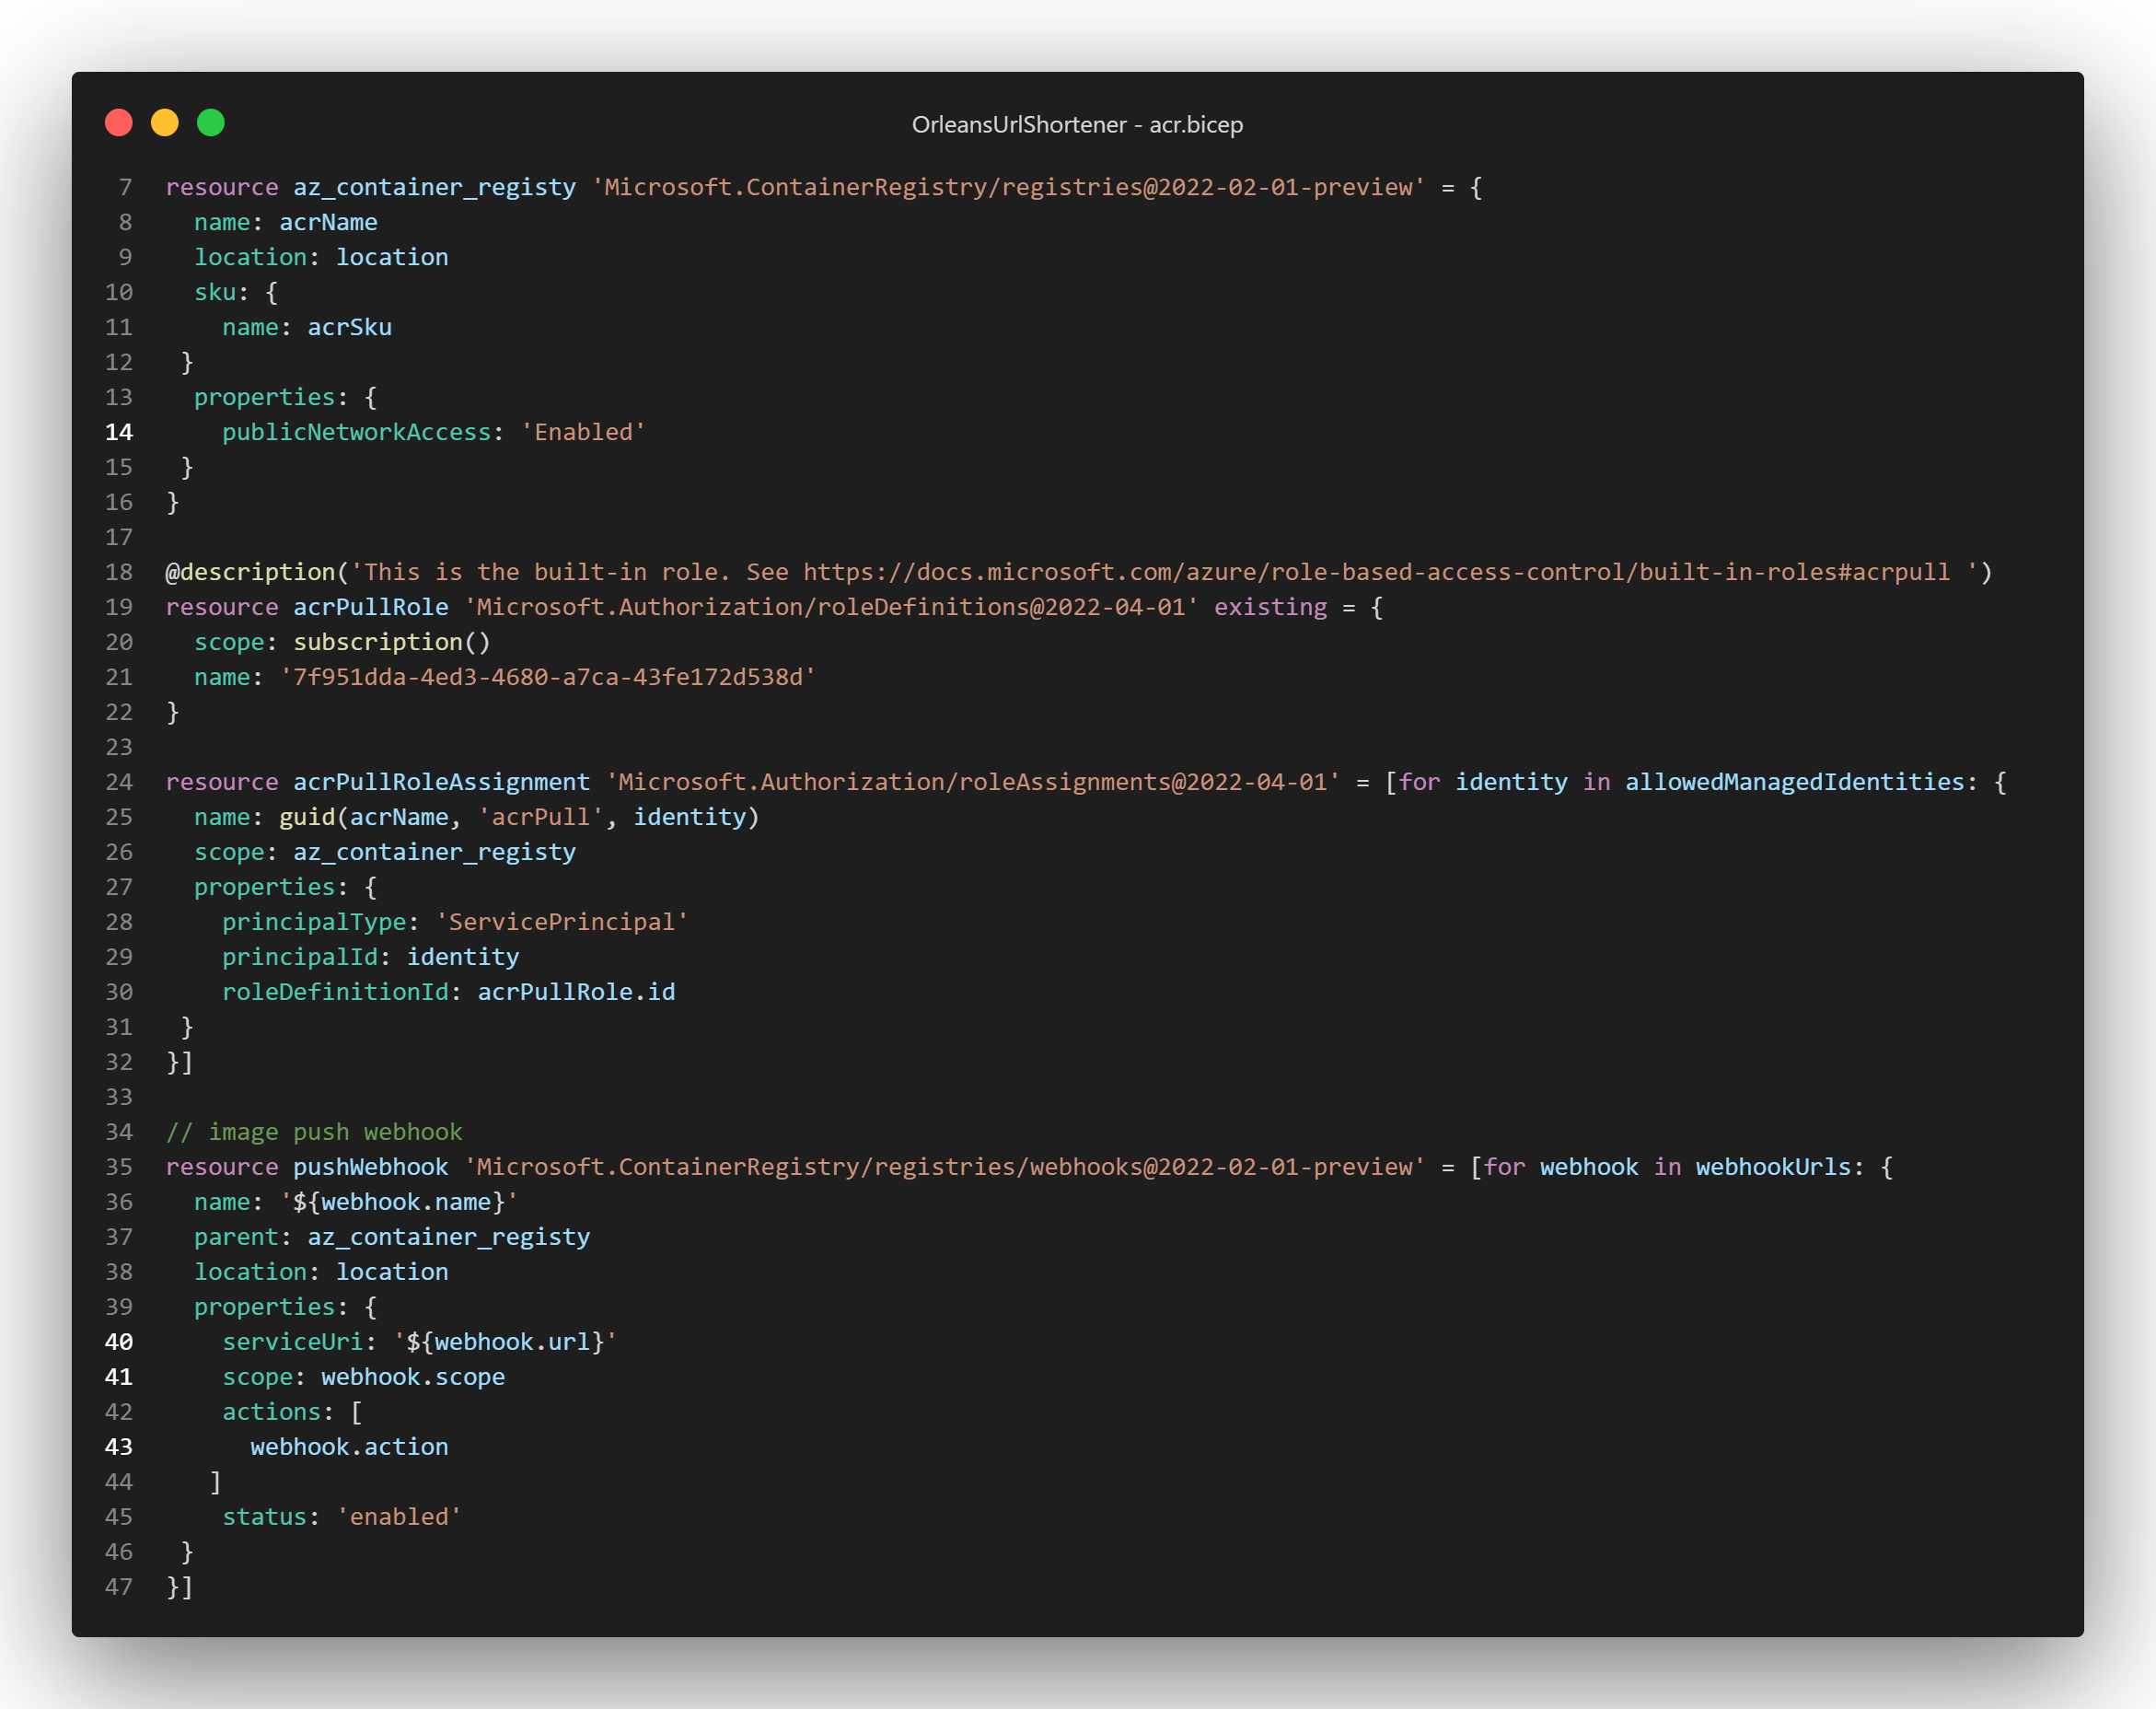 OrleansUrlShortener - acr.bicep
7 resource az_container_registy 'Microsoft.ContainerRegistry/registries@2022-02-01-preview' = {
8   name: acrName
9   location: location
10   sku: {
11     name: acrSku
12  }
13   properties: {
14     publicNetworkAccess: 'Enabled'
15  }
16 }
17
18 @description('This is the built-in role. See https://docs.microsoft.com/azure/role-based-access-control/built-in-roles#acrpull ')
19 resource acrPullRole 'Microsoft.Authorization/roleDefinitions@2022-04-01' existing = {
20   scope: subscription()
21   name: '7f951dda-4ed3-4680-a7ca-43fe172d538d'
22 }
23
24 resource acrPullRoleAssignment 'Microsoft.Authorization/roleAssignments@2022-04-01' = [for identity in allowedManagedIdentities: {
25   name: guid(acrName, 'acrPull', identity)
26   scope: az_container_registy
27   properties: {
28     principalType: 'ServicePrincipal'
29     principalId: identity
30     roleDefinitionId: acrPullRole.id
31  }
32 }]
33
34 // image push webhook
35 resource pushWebhook 'Microsoft.ContainerRegistry/registries/webhooks@2022-02-01-preview' = [for webhook in webhookUrls: {
36   name: '${webhook.name}'
37   parent: az_container_registy
38   location: location
39   properties: {
40     serviceUri: '${webhook.url}'
41     scope: webhook.scope
42     actions: [
43       webhook.action
44    ]
45     status: 'enabled'
46  }
47 }]